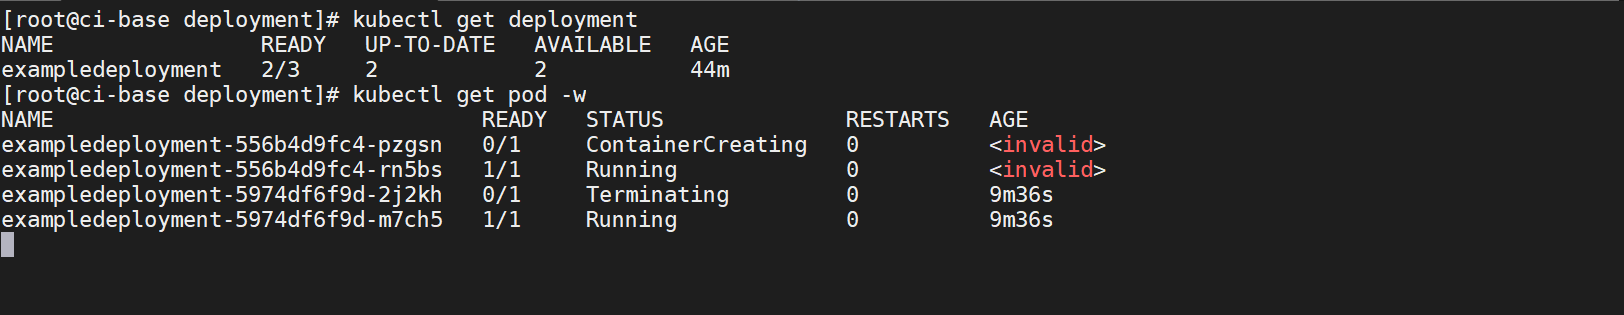 [root@ci-base deployment]# kubectl get deployment
NAME                READY   UP-TO-DATE   AVAILABLE   AGE
exampledeployment   2/3     2            2           44m
[root@ci-base deployment]# kubectl get pod -w
NAME                                 READY   STATUS              RESTARTS   AGE
exampledeployment-556b4d9fc4-pzgsn   0/1     ContainerCreating   0          <invalid>
exampledeployment-556b4d9fc4-rn5bs   1/1     Running             0          <invalid>
exampledeployment-5974df6f9d-2j2kh   0/1     Terminating         0          9m36s
exampledeployment-5974df6f9d-m7ch5   1/1     Running             0          9m36s